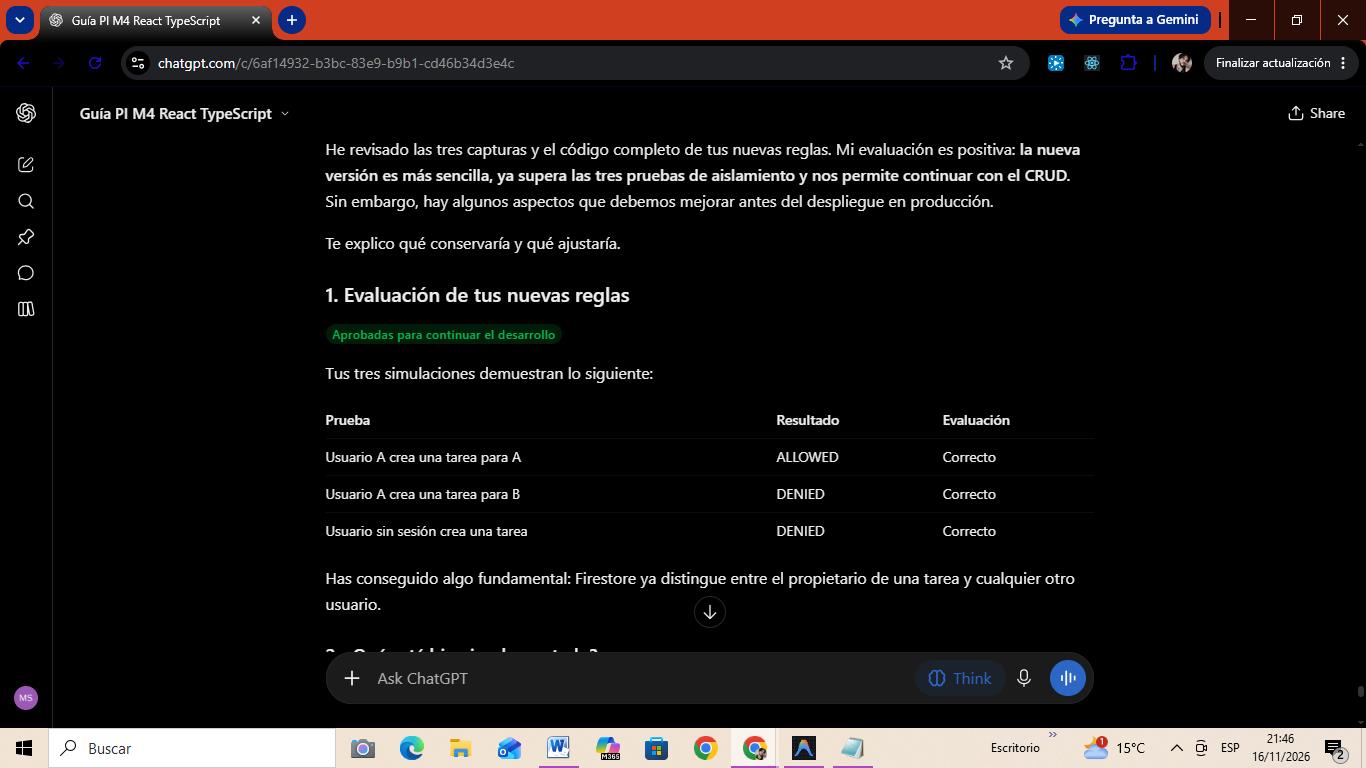 Guía PI M4 React TypeScript
Pregunta a Gemini
chatgpt.com/c/6af14932-b3bc-83e9-b9b1-cd46b34d3e4c
Finalizar actualización
Guía PI M4 React TypeScript
Share
He revisado las tres capturas y el código completo de tus nuevas reglas. Mi evaluación es positiva: la nueva
versión es más sencilla, ya supera las tres pruebas de aislamiento y nos permite continuar con el CRUD.
Sin embargo, hay algunos aspectos que debemos mejorar antes del despliegue en producción.
Te explico qué conservaría y qué ajustaría.
1. Evaluación de tus nuevas reglas
Aprobadas para continuar el desarrollo
Tus tres simulaciones demuestran lo siguiente:
Prueba Resultado Evaluación
Usuario A crea una tarea para A ALLOWED Correcto
Usuario A crea una tarea para B DENIED Correcto
Usuario sin sesión crea una tarea DENIED Correcto
Has conseguido algo fundamental: Firestore ya distingue entre el propietario de una tarea y cualquier otro
usuario.
Ask ChatGPT
Think
MS
Buscar
M365
Escritorio
1
15°C
ESP
21:46
16/11/2026
2